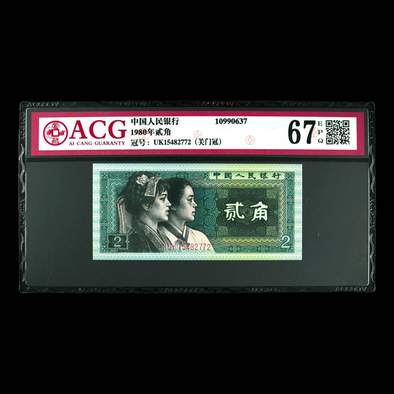 ACG
AI CANG GUARANTY
中国人民银行
1980年贰角
冠号: UK15482772 (关门冠)
10990637
67
EPQ
中国人民银行
贰角
UK15482772
2
2